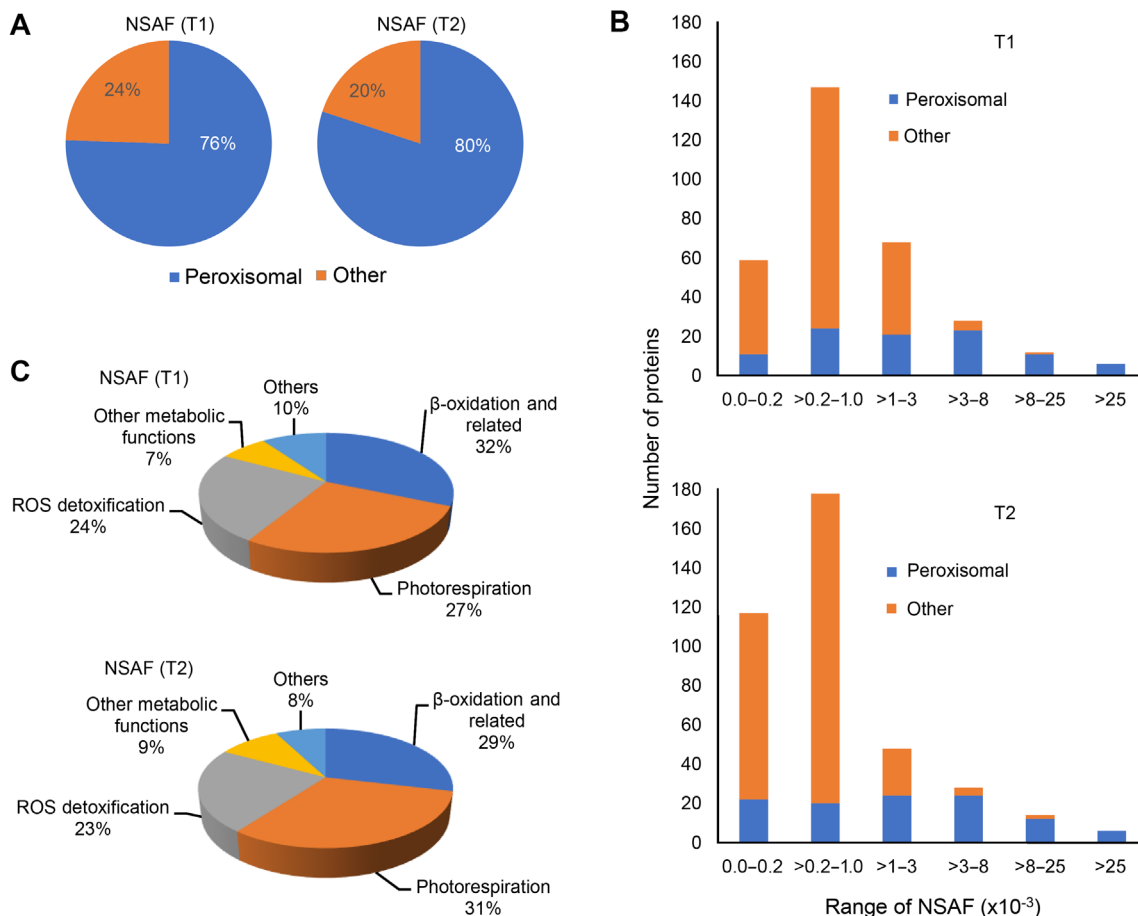 A
NSAF (T1)
24%
76%
NSAF (T2)
20%
80%
Peroxisomal
Other
B
Number of proteins
180
160
140
120
100
80
60
40
20
0
T1
Peroxisomal
Other
0.0–0.2
>0.2–1.0
>1–3
>3–8
>8–25
>25
180
160
140
120
100
80
60
40
20
0
T2
Peroxisomal
Other
0.0–0.2
>0.2–1.0
>1–3
>3–8
>8–25
>25
Range of NSAF (x10⁻³)
C
NSAF (T1)
Others
10%
β-oxidation and
related
32%
Other metabolic
functions
7%
ROS detoxification
24%
Photorespiration
27%
NSAF (T2)
Others
8%
β-oxidation and
related
29%
Other metabolic
functions
9%
ROS detoxification
23%
Photorespiration
31%